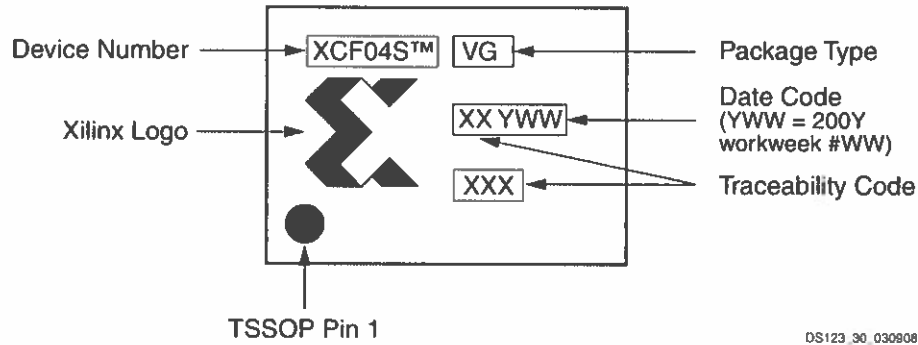 Device Number
XCF04S™ VG
Package Type
Xilinx Logo
XX YWW
Date Code
(YWW = 200Y
workweek #WW)
XXX
Traceability Code
TSSOP Pin 1
DS123_30_030908